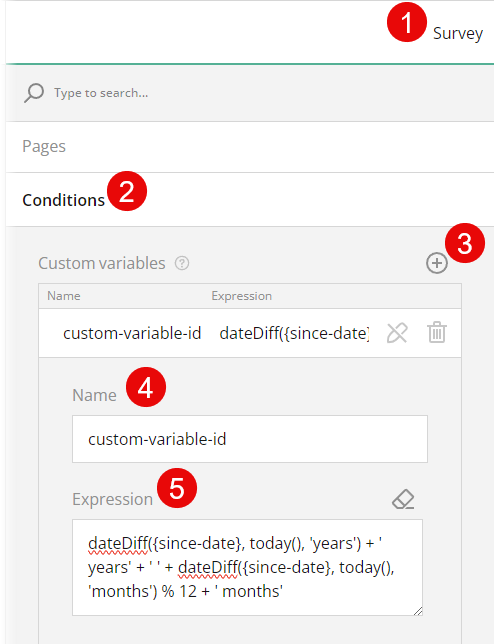 1
Survey
Type to search...
Pages
Conditions 2
3
Custom variables ?
Name Expression
custom-variable-id dateDiff({since-date}
Name 4
custom-variable-id
Expression 5
dateDiff({since-date}, today(), 'years') + '
years' + ' ' + dateDiff({since-date}, today(),
'months') % 12 + ' months'